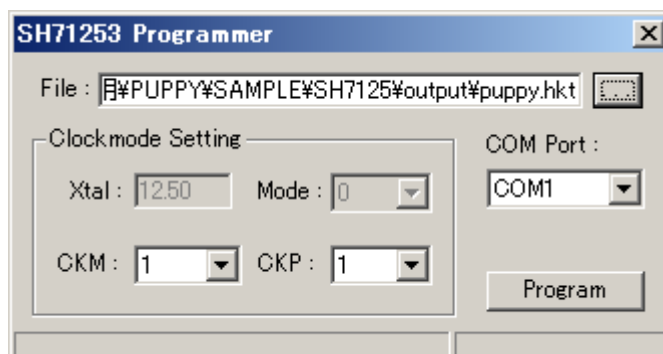 SH71253 Programmer
File : 用¥PUPPY¥SAMPLE¥SH7125¥output¥puppy.hkt ...
Clockmode Setting
COM Port :
Xtal : 12.50 Mode : 0
COM1
CKM : 1 CKP : 1
Program